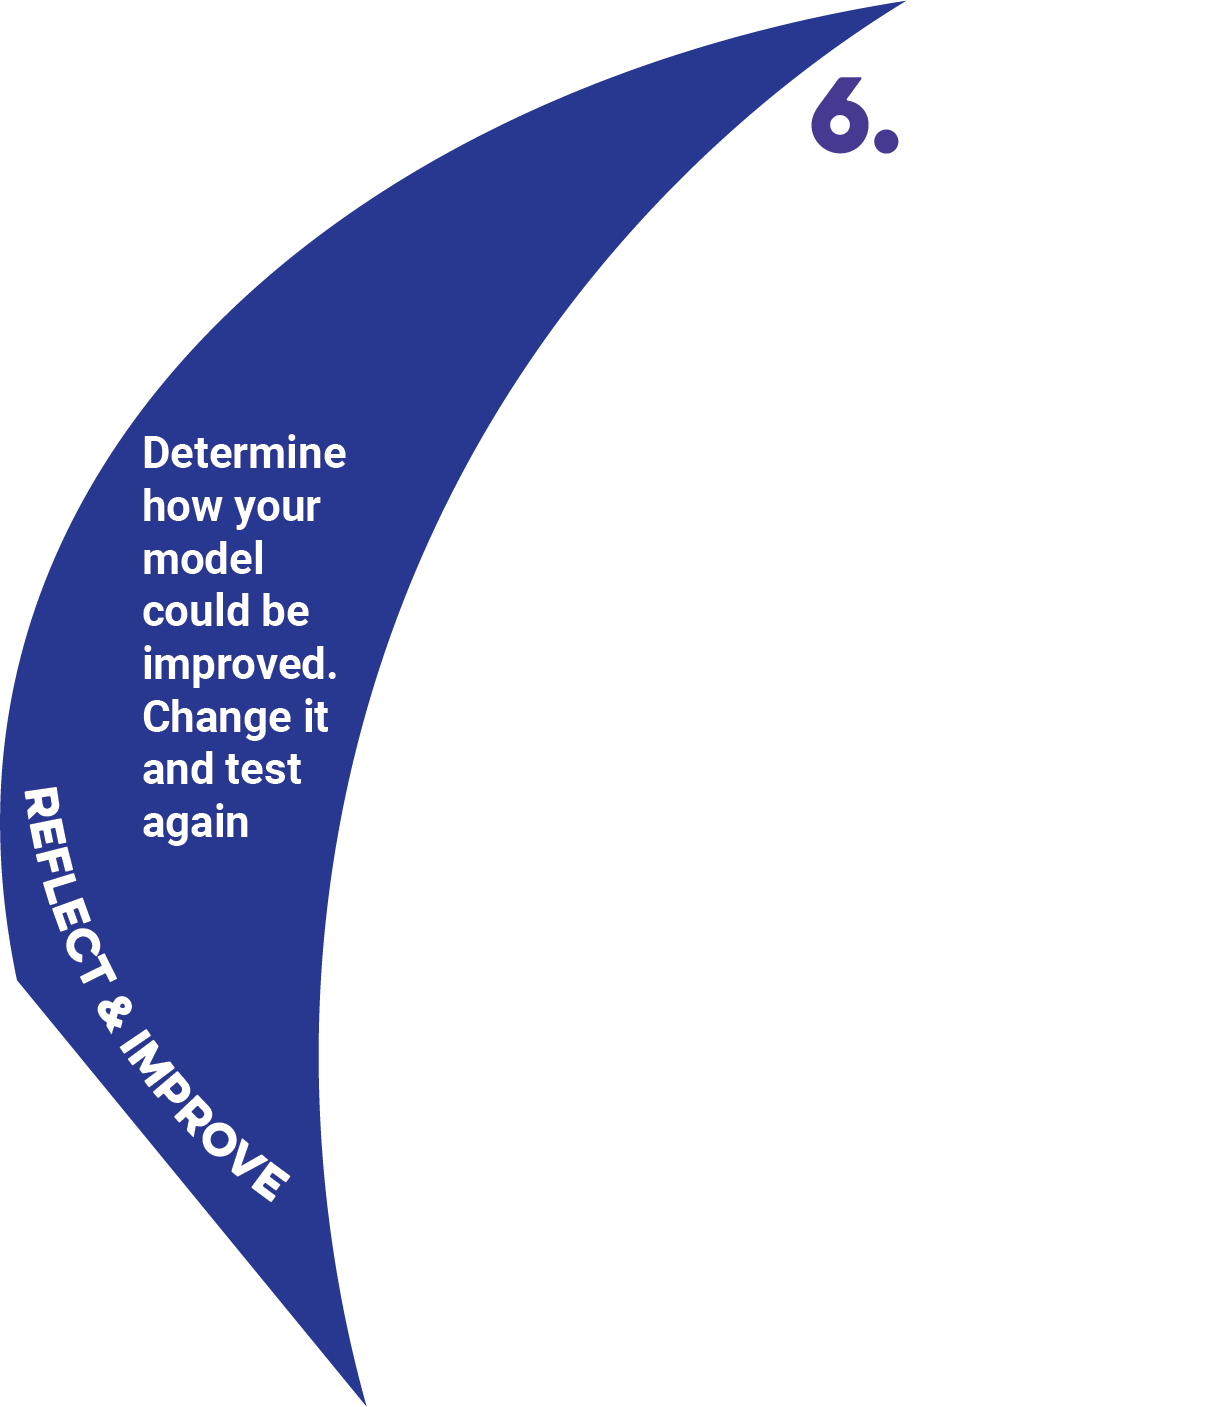 6.
Determine
how your
model
could be
improved.
Change it
and test
again
REFLECT & IMPROVE